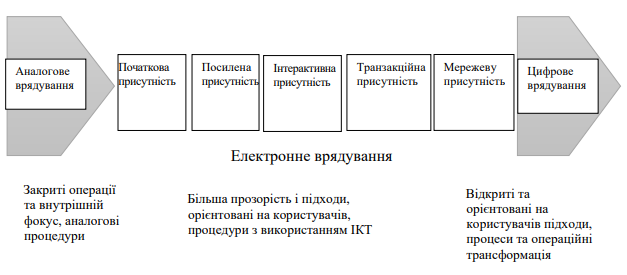 Аналогове
врядування
Початкова
присутність
Посилена
присутність
Інтерактивна
присутність
Транзакційна
присутність
Мережеву
присутність
Цифрове
врядування
Електронне врядування
Закриті операції
та внутрішній
фокус, аналогові
процедури
Більша прозорість і підходи,
орієнтовані на користувачів,
процедури з використанням ІКТ
Відкриті та
орієнтовані на
користувачів підходи,
процеси та операційні
трансформація